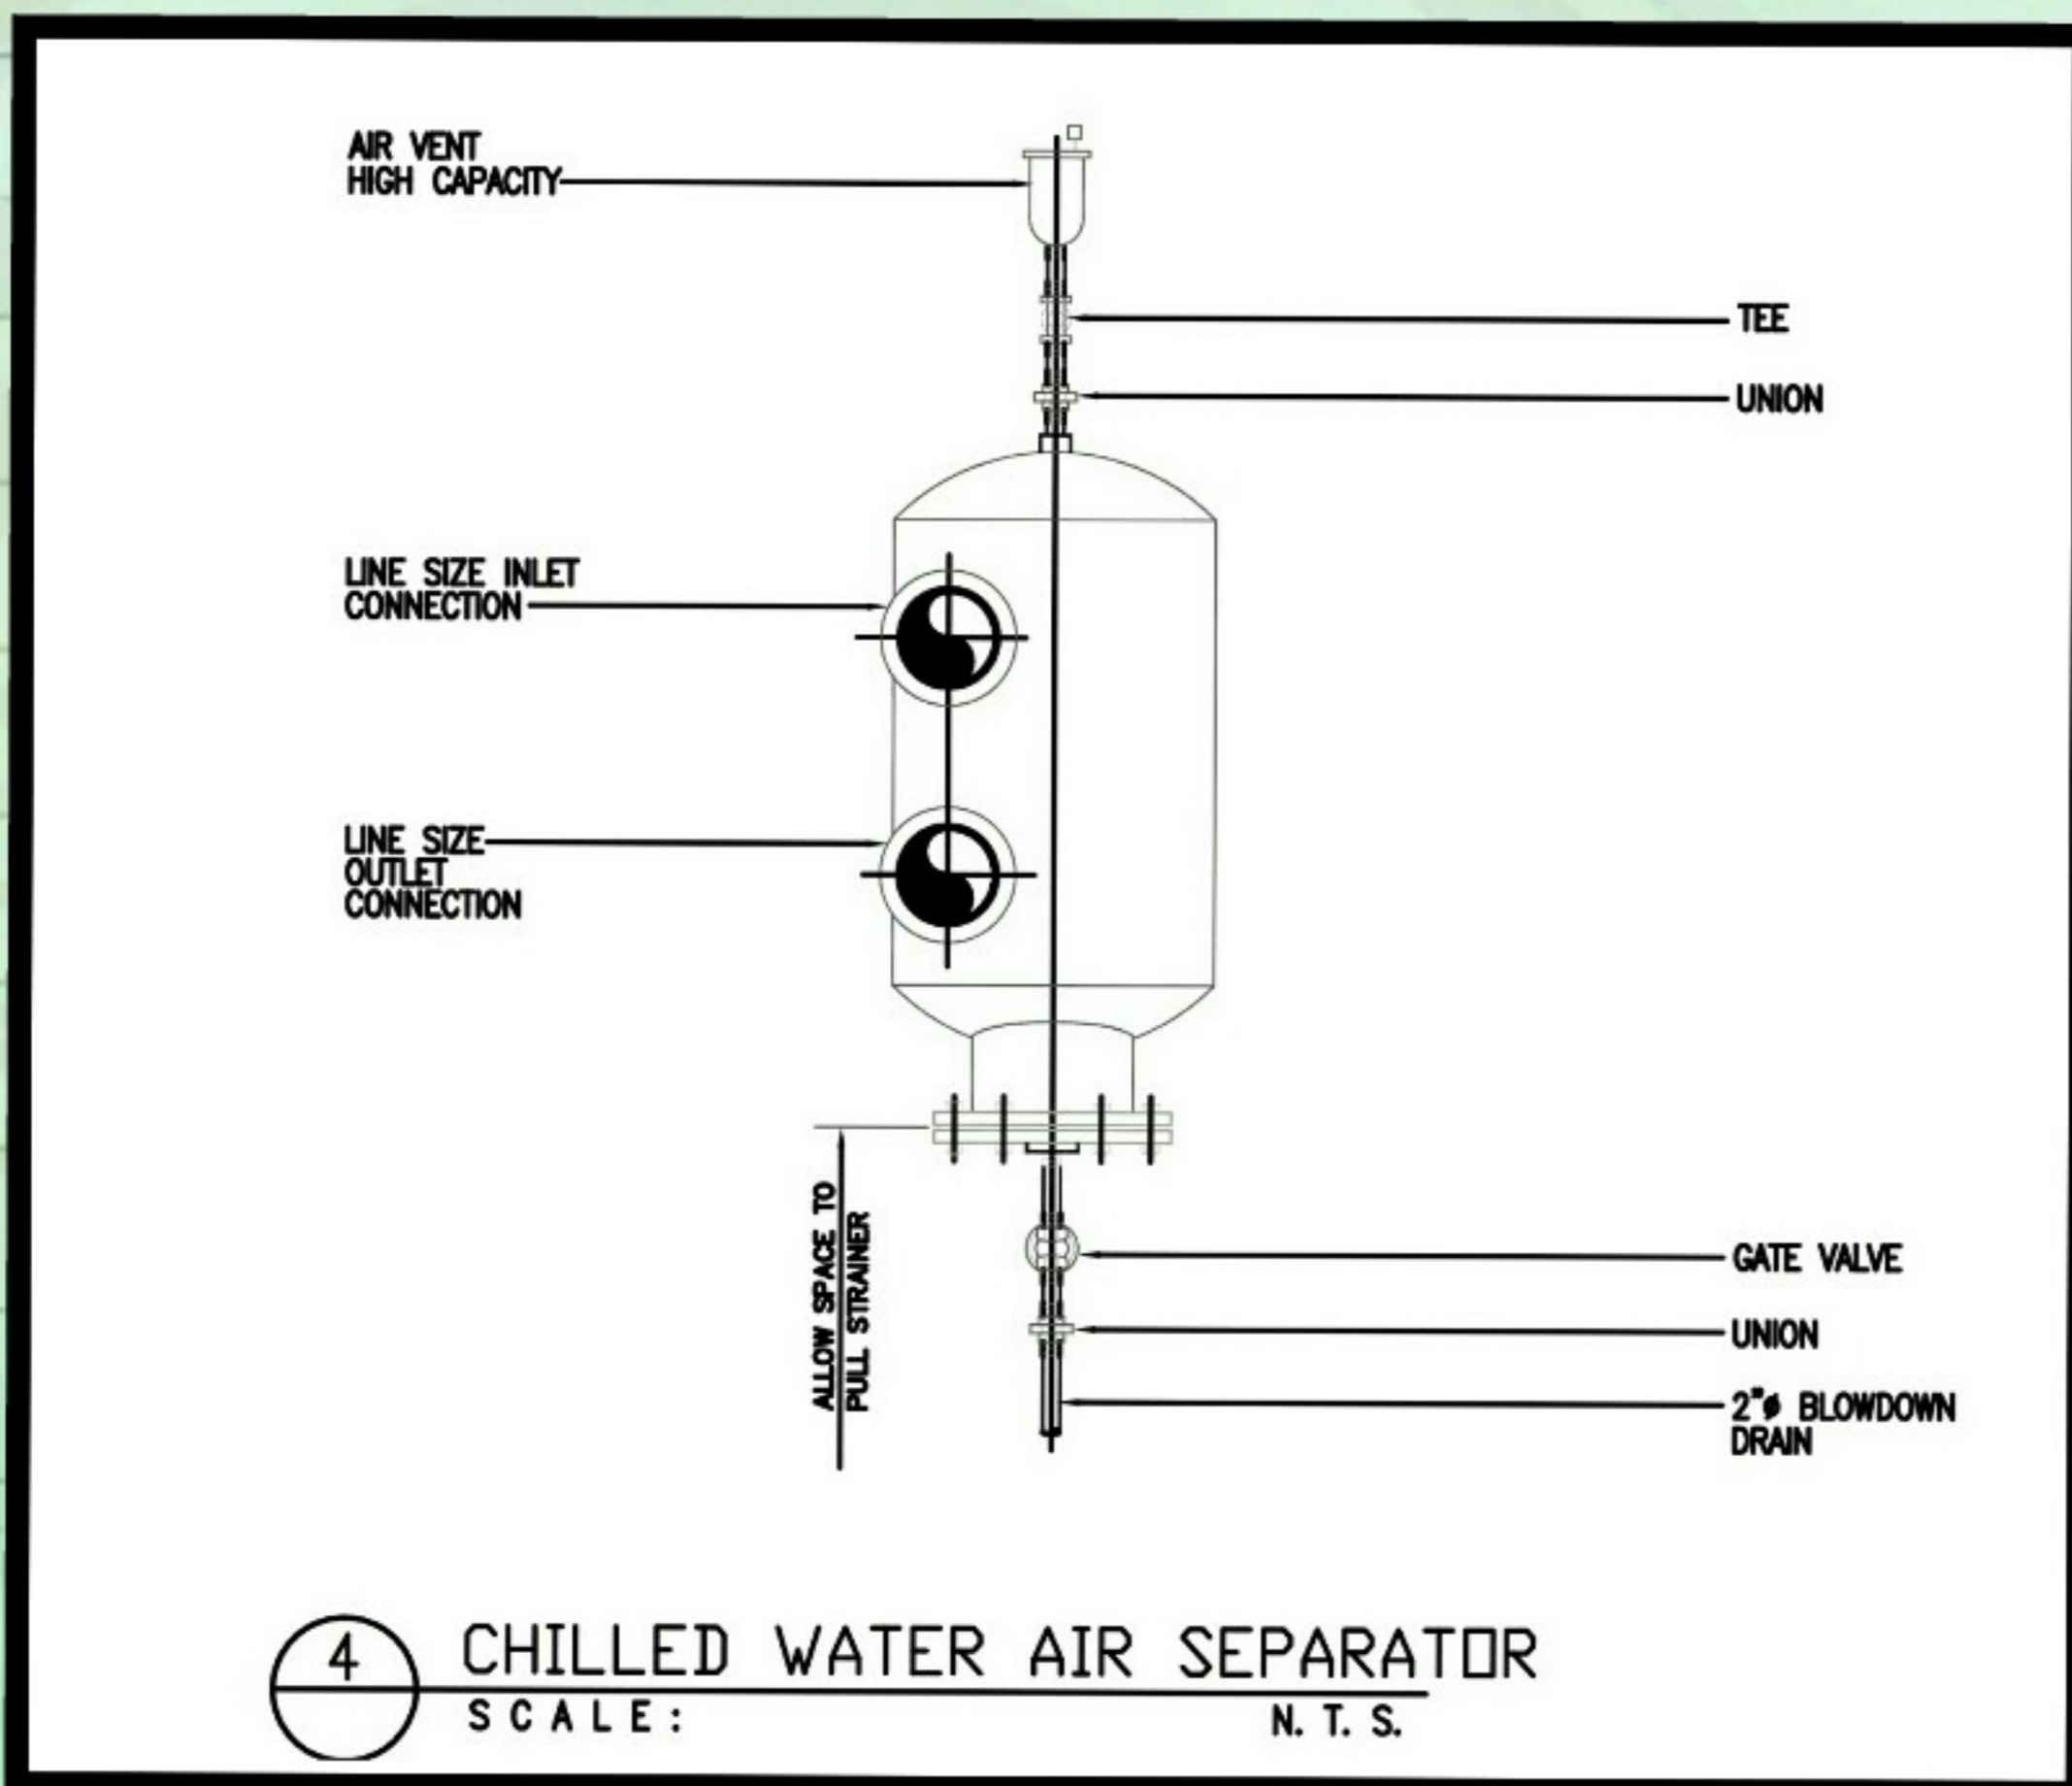 AIR VENT
HIGH CAPACITY
TEE
UNION
LINE SIZE INLET
CONNECTION
LINE SIZE
OUTLET
CONNECTION
ALLOW SPACE TO
PULL STRAINER
GATE VALVE
UNION
2"ø BLOWDOWN
DRAIN
4
CHILLED WATER AIR SEPARATOR
SCALE: N. T. S.